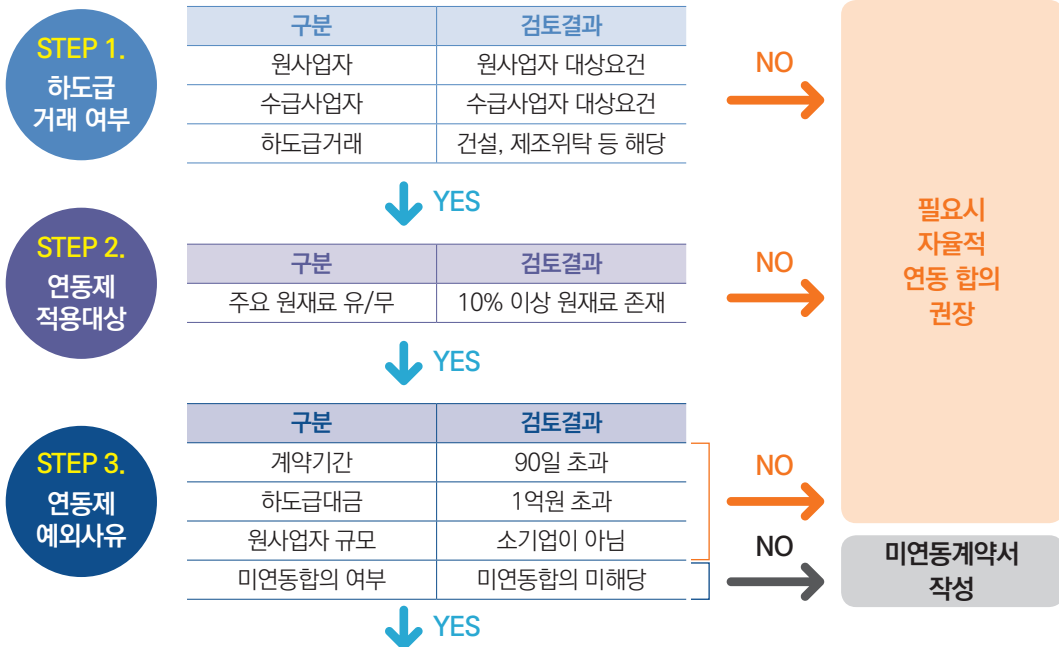 STEP 1.
하도급
거래 여부
구분 검토결과
원사업자 원사업자 대상요건
수급사업자 수급사업자 대상요건
하도급거래 건설, 제조위탁 등 해당
NO
YES
STEP 2.
연동제
적용대상
구분 검토결과
주요 원재료 유/무 10% 이상 원재료 존재
NO
YES
STEP 3.
연동제
예외사유
구분 검토결과
계약기간 90일 초과
하도급대금 1억원 초과
원사업자 규모 소기업이 아님
미연동합의 여부 미연동합의 미해당
NO
NO
YES
필요시
자율적
연동 합의
권장
미연동계약서
작성